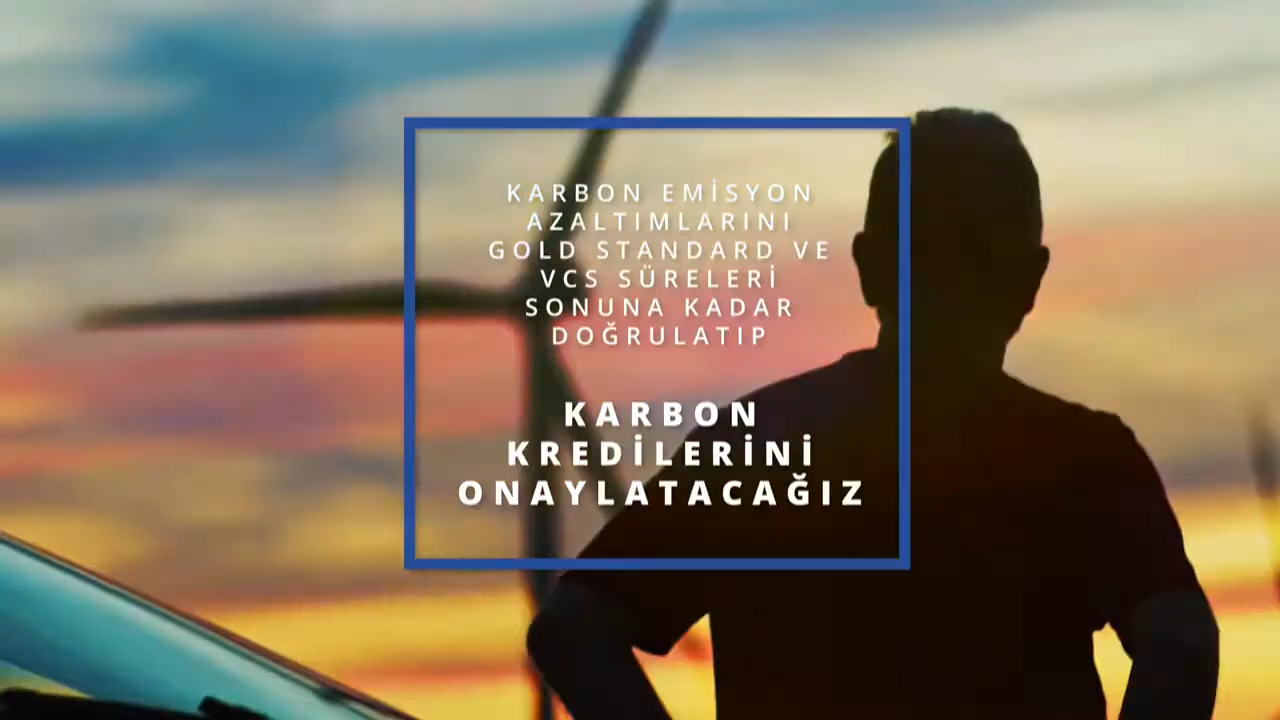 KARBON EMİSYON
AZALTIMLARINI
GOLD STANDARD VE
VCS SÜRELERİ
SONUNA KADAR
DOĞRULATIP
KARBON
KREDİLERİNİ
ONAYLATACAĞIZ